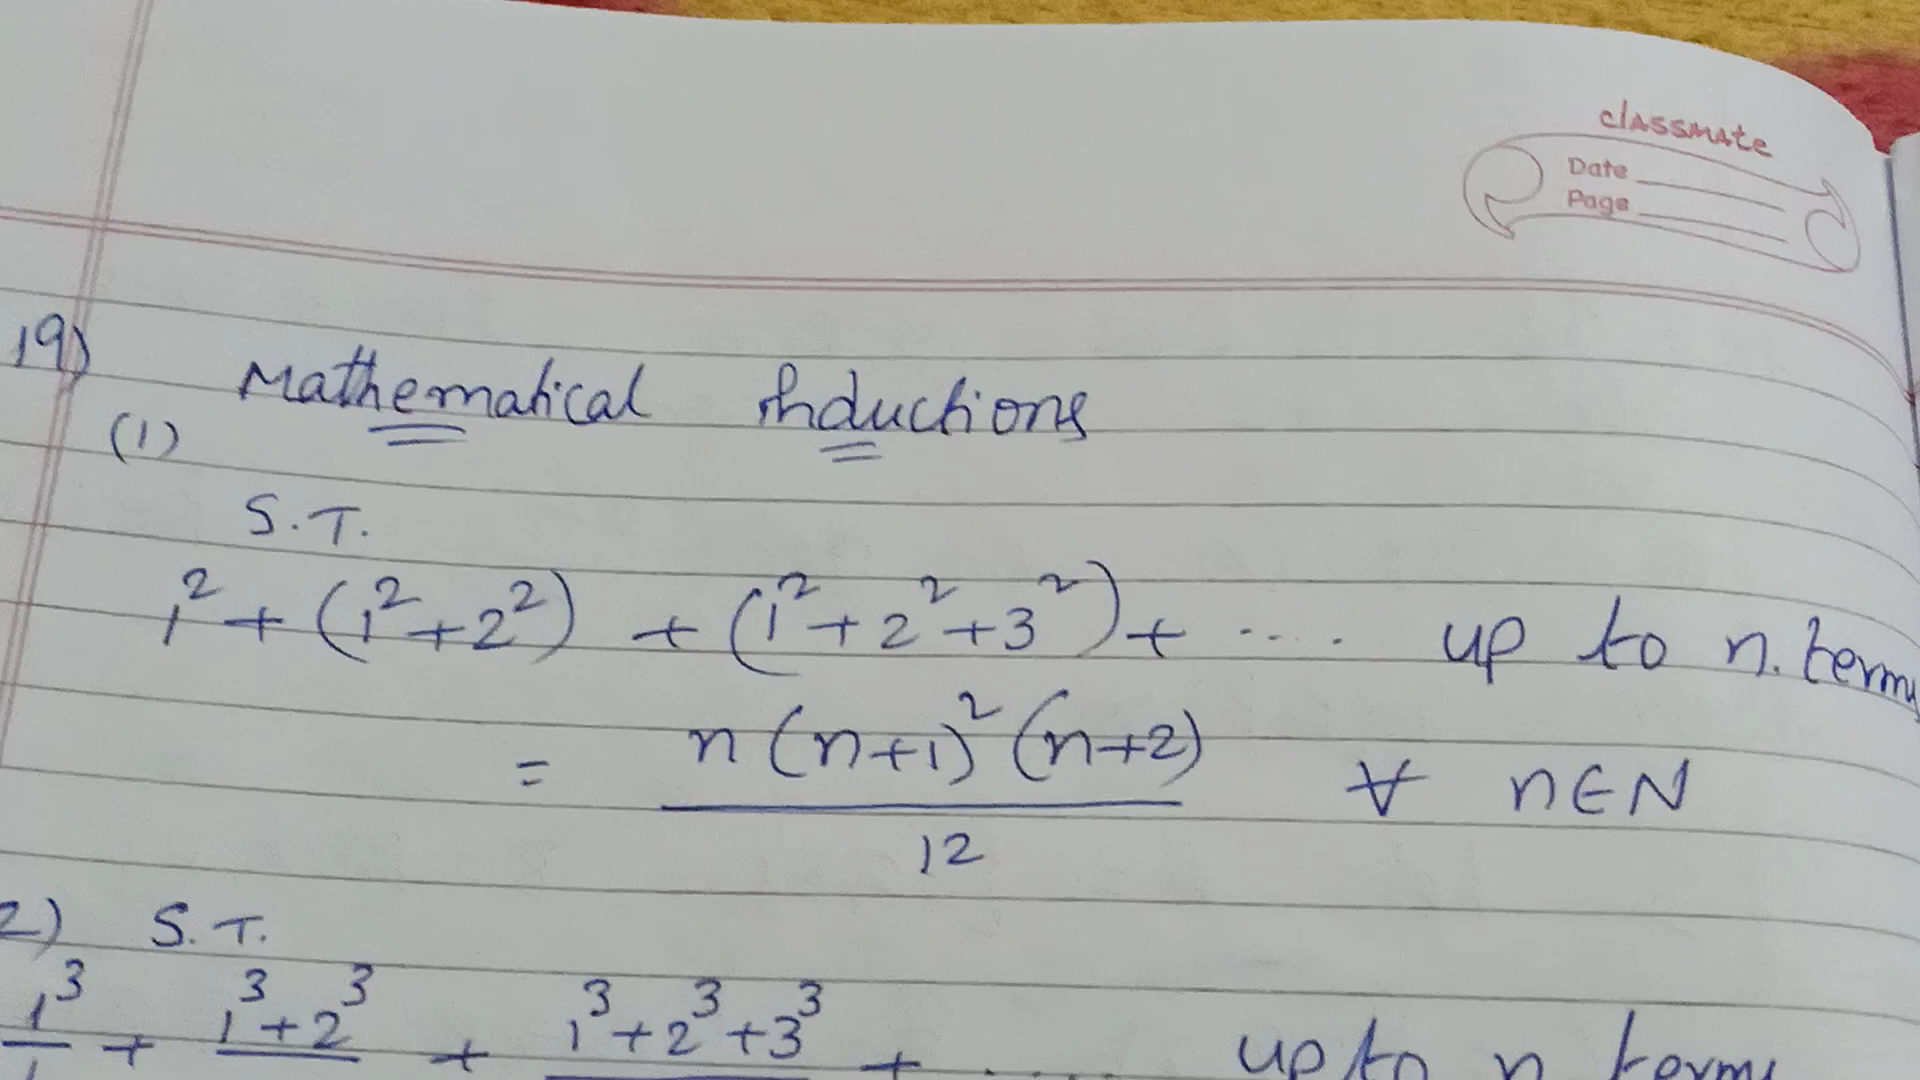 classmate
Date
Page
19)
Mathematical Inductions
(1)
S.T.
1² + (1²+2²) + (1²+2²+3²) + .... up to n. terms
= n(n+1)²(n+2) / 12 ∀ n∈N
2) S.T.
1³/1 + 1³+2³ + 1³+2³+3³ + ..... up to n terms